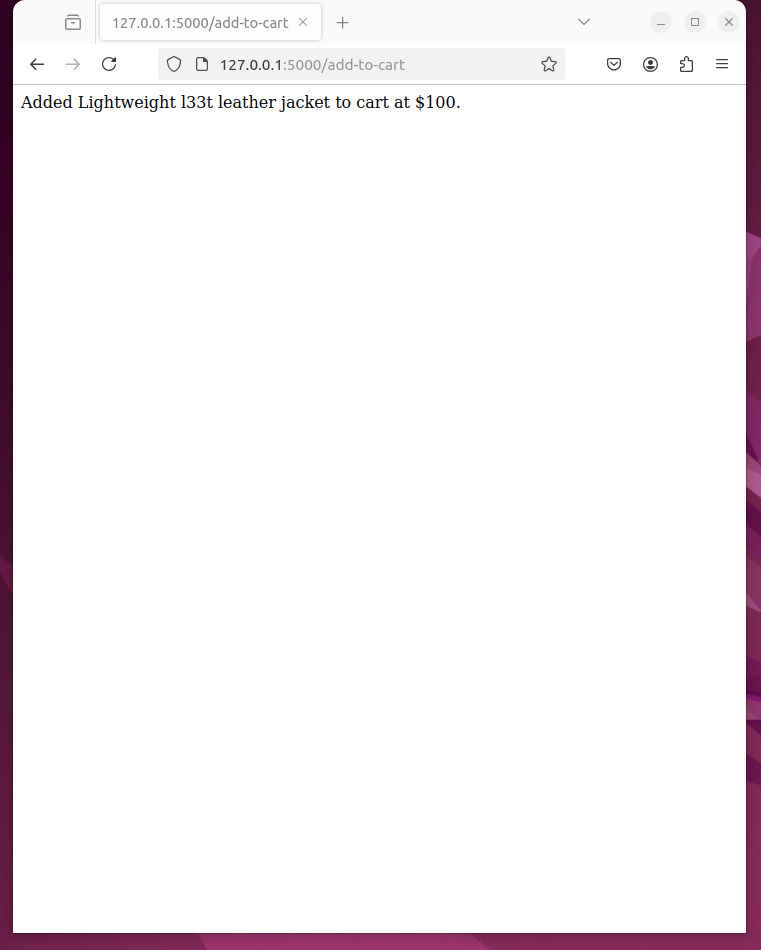 127.0.0.1:5000/add-to-cart
127.0.0.1:5000/add-to-cart
Added Lightweight l33t leather jacket to cart at $100.